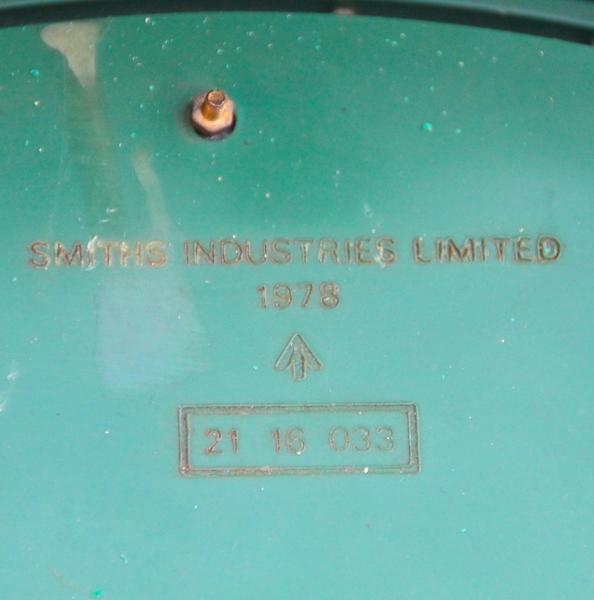 SMITHS INDUSTRIES LIMITED
1978
21 16 033